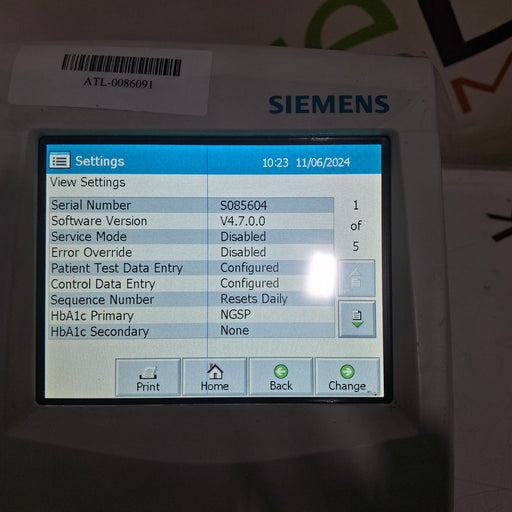 ATL-0086091
SIEMENS
Settings 10:23 11/06/2024
View Settings
Serial Number S085604 1
Software Version V4.7.0.0 of
Service Mode Disabled 5
Error Override Disabled
Patient Test Data Entry Configured
Control Data Entry Configured
Sequence Number Resets Daily
HbA1c Primary NGSP
HbA1c Secondary None
Print Home Back Change